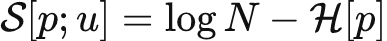 𝒮[p; u] = log N − ℋ[p]